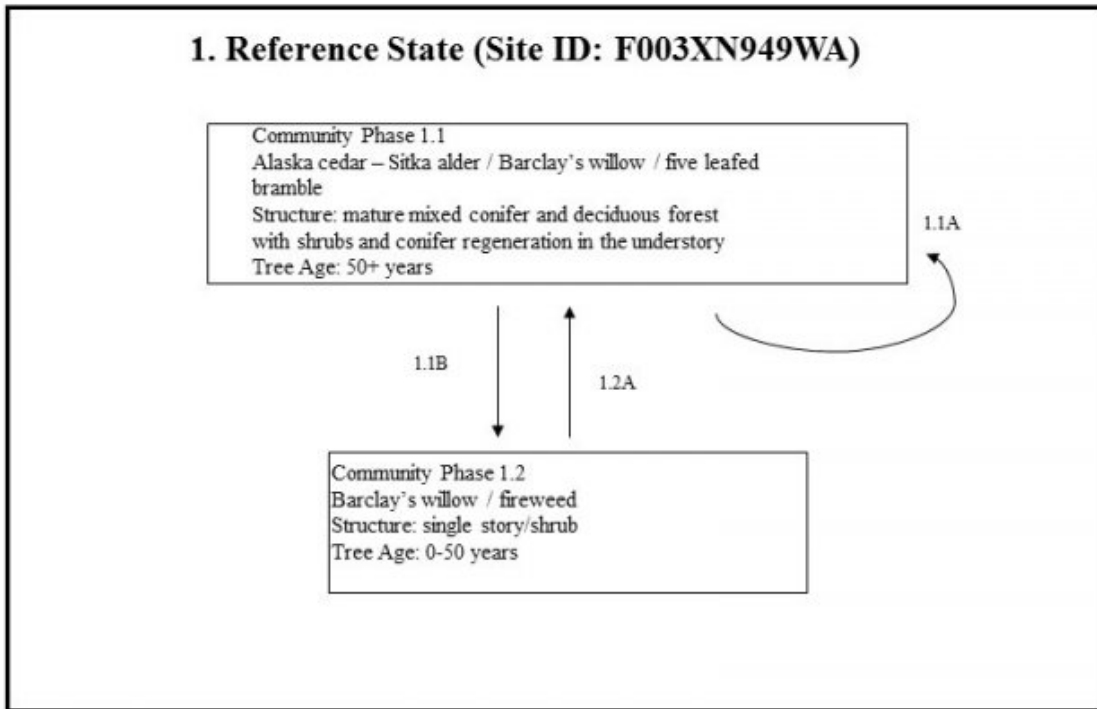 1. Reference State (Site ID: F003XN949WA)
Community Phase 1.1
Alaska cedar – Sitka alder / Barclay's willow / five leafed
bramble
Structure: mature mixed conifer and deciduous forest
with shrubs and conifer regeneration in the understory
Tree Age: 50+ years
1.1A
1.1B
1.2A
Community Phase 1.2
Barclay's willow / fireweed
Structure: single story/shrub
Tree Age: 0-50 years